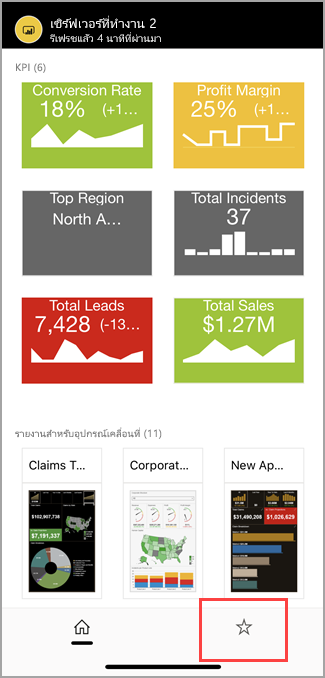 เซิร์ฟเวอร์ที่ทำงาน 2
รีเฟรชแล้ว 4 นาทีที่ผ่านมา
KPI (6)
Conversion Rate
18% (+1...
Profit Margin
25% (+1...
Top Region
North A...
Total Incidents
37
Total Leads
7,428 (-13...
Total Sales
$1.27M
รายงานสำหรับอุปกรณ์เคลื่อนที่ (11)
Claims T...
Corporat...
New Ap...
$102,967,738
$7,191,337
$31,490,208
$1,026,629